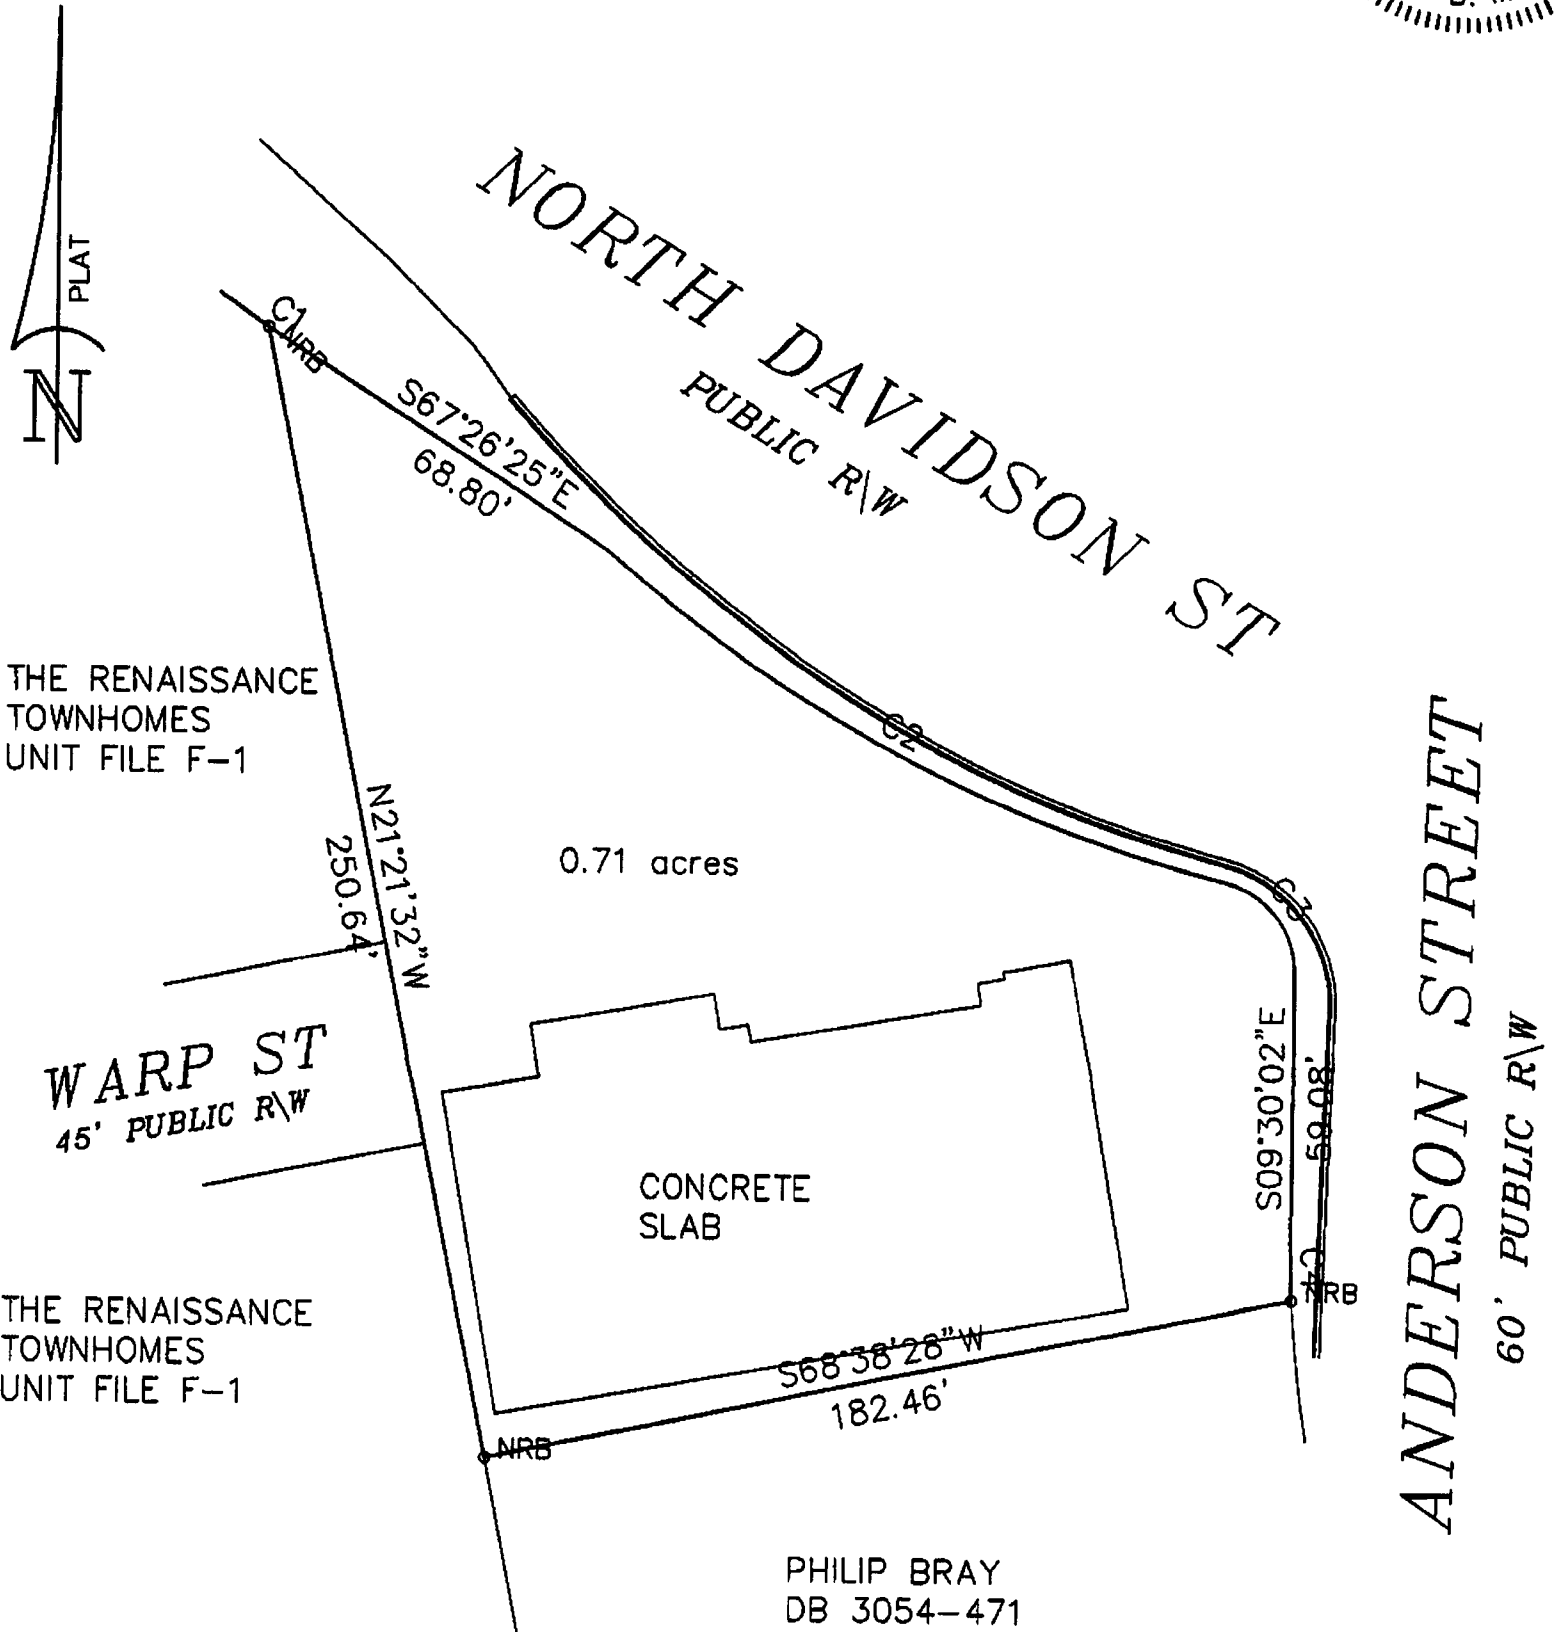 PLAT
N
NORTH DAVIDSON ST
PUBLIC R\W
C1
NRB
S67°26'25"E
68.80'
C2
THE RENAISSANCE
TOWNHOMES
UNIT FILE F-1
N21°21'32"W
250.64'
0.71 acres
C3
ANDERSON STREET
60' PUBLIC R\W
WARP ST
45' PUBLIC R\W
S09°30'02"E
59.08'
CONCRETE
SLAB
C4
NRB
THE RENAISSANCE
TOWNHOMES
UNIT FILE F-1
S68°38'28"W
182.46'
NRB
PHILIP BRAY
DB 3054-471